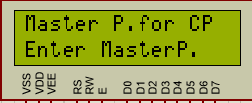 Master P.for CP
Enter MasterP.
VSS VDD VEE RS RW E D0 D1 D2 D3 D4 D5 D6 D7